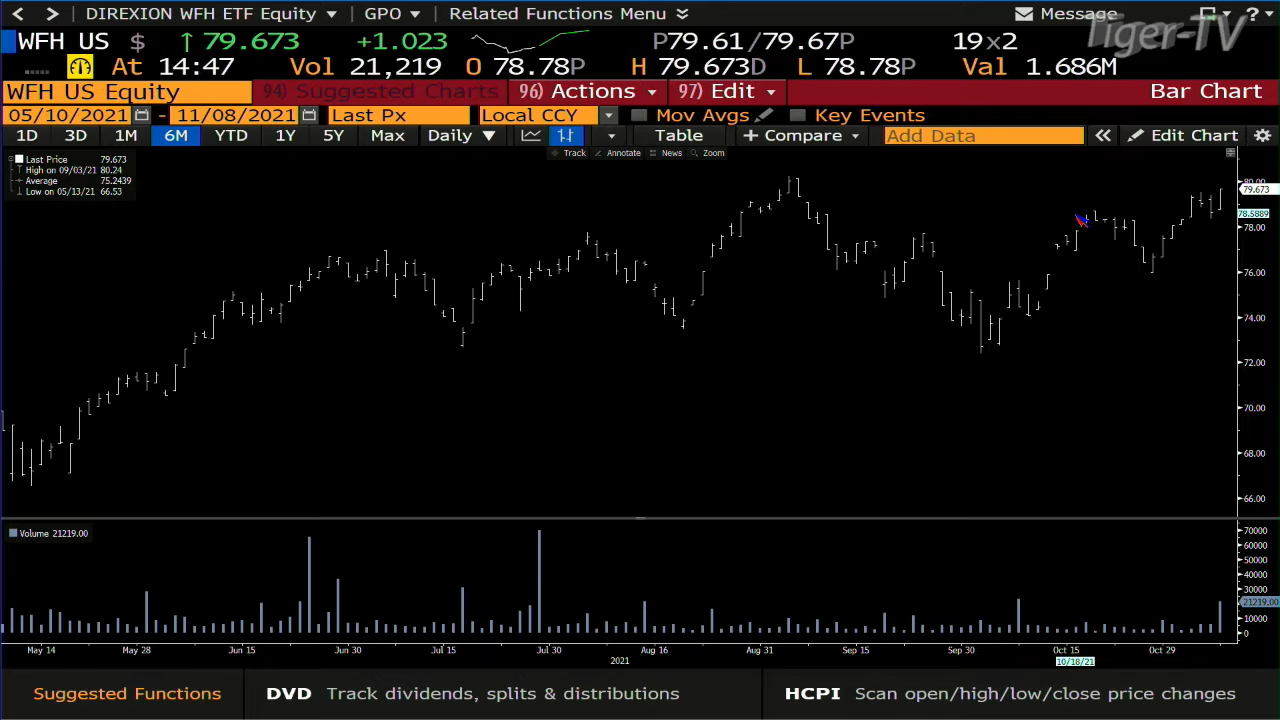 < > DIREXION WFH ETF Equity GPO Related Functions Menu Message ?
Tiger-TV
WFH US $ ↑ 79.673 +1.023 P79.61/79.67P 19x2
At 14:47 Vol 21,219 O 78.78P H 79.673D L 78.78P Val 1.686M
WFH US Equity 94) Suggested Charts 96) Actions 97) Edit Bar Chart
05/10/2021 - 11/08/2021 Last Px Local CCY Mov Avgs Key Events
1D 3D 1M 6M YTD 1Y 5Y Max Daily Table + Compare Add Data « Edit Chart
Track Annotate News Zoom
Last Price 79.673
High on 09/03/21 80.24
Average 75.2439
Low on 05/13/21 66.53
80.00
79.673
78.5889
78.00
76.00
74.00
72.00
70.00
68.00
66.00
Volume 21219.00
70000
60000
50000
40000
30000
21219.00
10000
0
May 14 May 28 Jun 15 Jun 30 Jul 15 Jul 30 Aug 16 Aug 31 Sep 15 Sep 30 Oct 15 Oct 29
2021 10/18/21
Suggested Functions DVD Track dividends, splits & distributions HCPI Scan open/high/low/close price changes